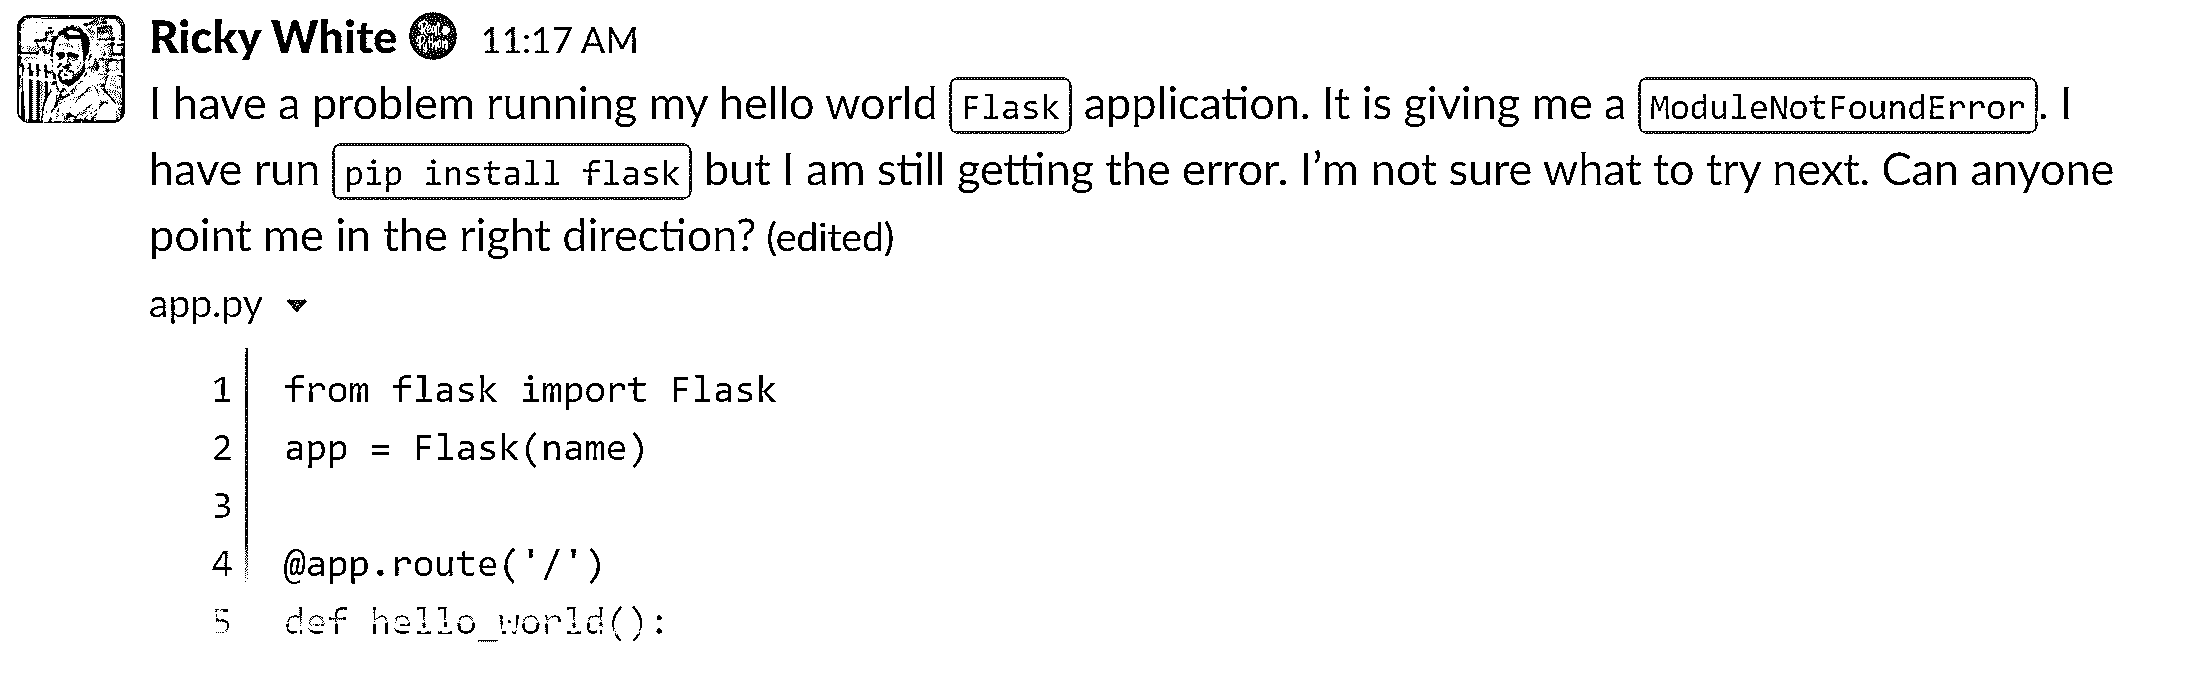 Ricky White 11:17 AM
I have a problem running my hello world Flask application. It is giving me a ModuleNotFoundError. I
have run pip install flask but I am still getting the error. I’m not sure what to try next. Can anyone
point me in the right direction? (edited)
app.py
1 from flask import Flask
2 app = Flask(name)
3
4 @app.route('/')
5 def hello_world():